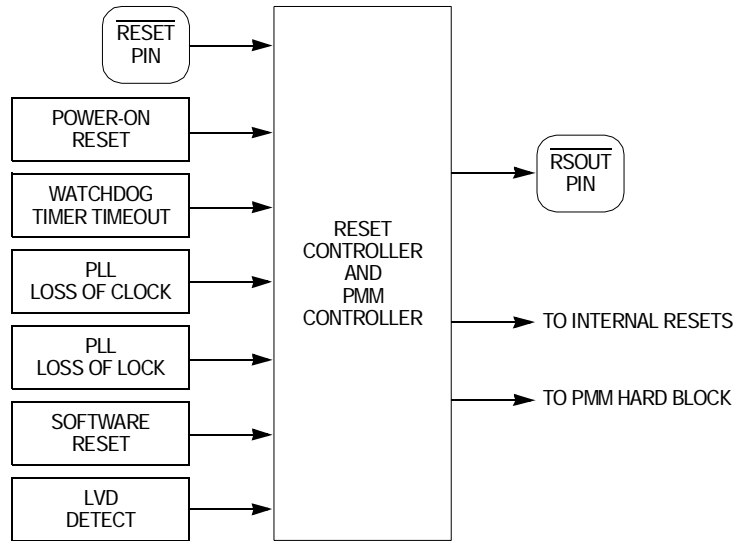 RESET
PIN
POWER-ON
RESET
WATCHDOG
TIMER TIMEOUT
PLL
LOSS OF CLOCK
PLL
LOSS OF LOCK
SOFTWARE
RESET
LVD
DETECT
RESET
CONTROLLER
AND
PMM
CONTROLLER
RSOUT
PIN
TO INTERNAL RESETS
TO PMM HARD BLOCK